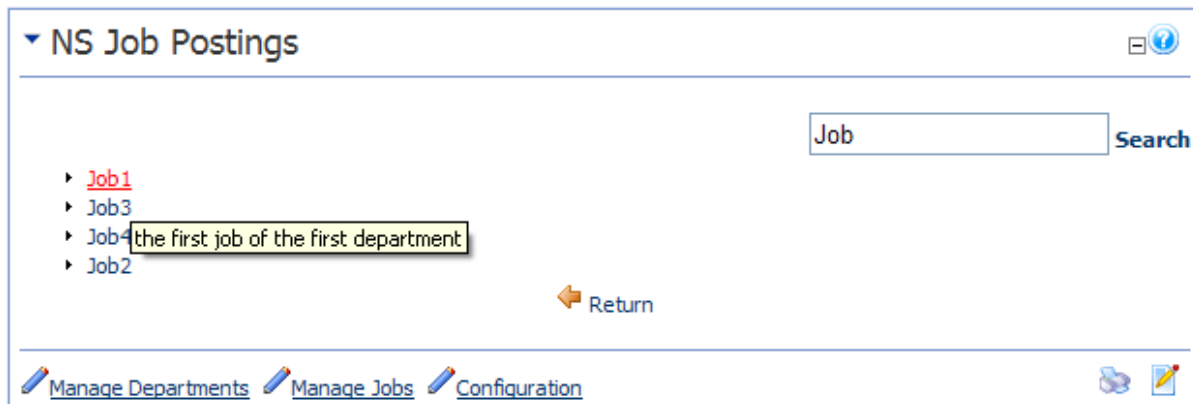 NS Job Postings
Job Search
Job1
Job3
Job4 the first job of the first department
Job2
Return
Manage Departments Manage Jobs Configuration